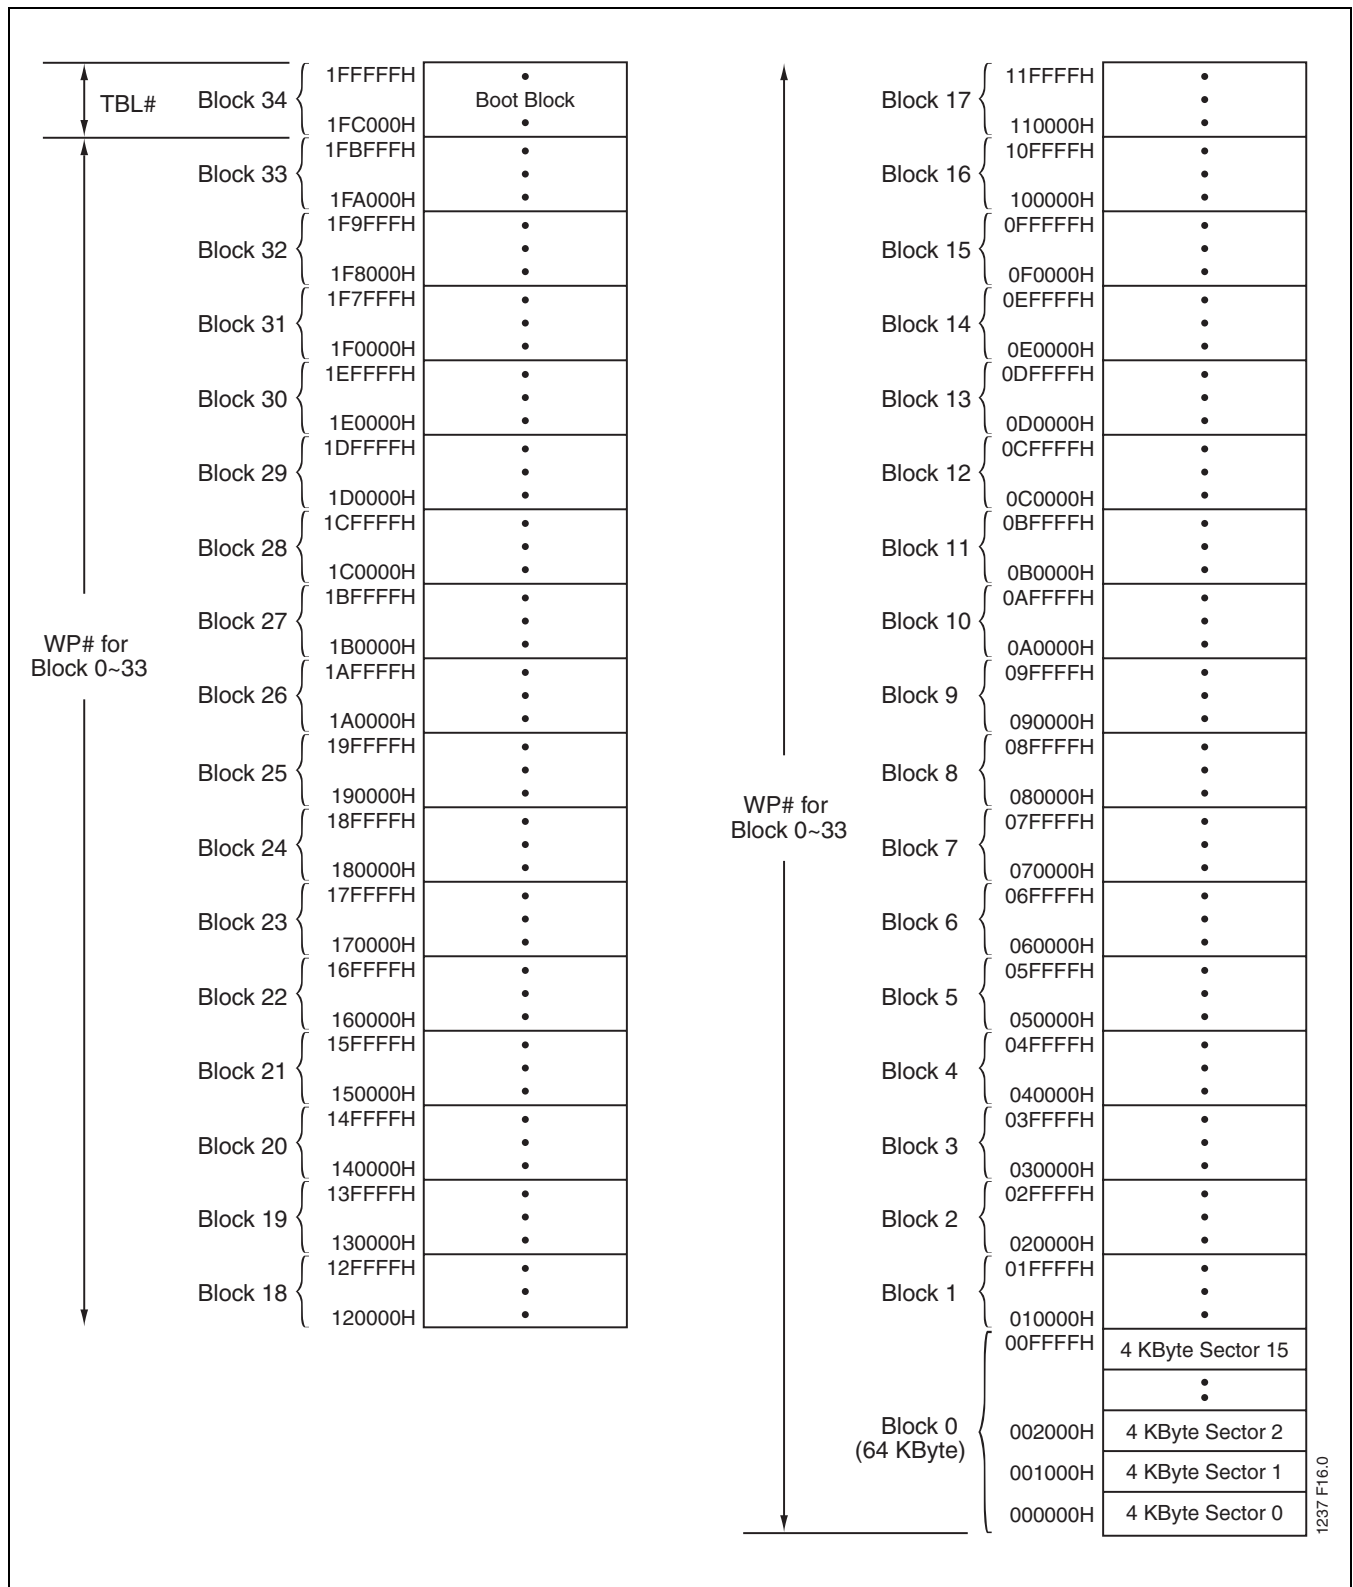 TBL#
Block 34
1FFFFFH
Boot Block
1FC000H
Block 33
1FBFFFH
1FA000H
Block 32
1F9FFFH
1F8000H
Block 31
1F7FFFH
1F0000H
Block 30
1EFFFFH
1E0000H
Block 29
1DFFFFH
1D0000H
Block 28
1CFFFFH
1C0000H
Block 27
1BFFFFH
1B0000H
WP# for
Block 0~33
Block 26
1AFFFFH
1A0000H
Block 25
19FFFFH
190000H
Block 24
18FFFFH
180000H
Block 23
17FFFFH
170000H
Block 22
16FFFFH
160000H
Block 21
15FFFFH
150000H
Block 20
14FFFFH
140000H
Block 19
13FFFFH
130000H
Block 18
12FFFFH
120000H
Block 17
11FFFFH
110000H
Block 16
10FFFFH
100000H
Block 15
0FFFFFH
0F0000H
Block 14
0EFFFFH
0E0000H
Block 13
0DFFFFH
0D0000H
Block 12
0CFFFFH
0C0000H
Block 11
0BFFFFH
0B0000H
Block 10
0AFFFFH
0A0000H
Block 9
09FFFFH
090000H
Block 8
08FFFFH
080000H
WP# for
Block 0~33
Block 7
07FFFFH
070000H
Block 6
06FFFFH
060000H
Block 5
05FFFFH
050000H
Block 4
04FFFFH
040000H
Block 3
03FFFFH
030000H
Block 2
02FFFFH
020000H
Block 1
01FFFFH
010000H
Block 0
(64 KByte)
00FFFFH
4 KByte Sector 15
002000H
4 KByte Sector 2
001000H
4 KByte Sector 1
000000H
4 KByte Sector 0
1237 F16.0